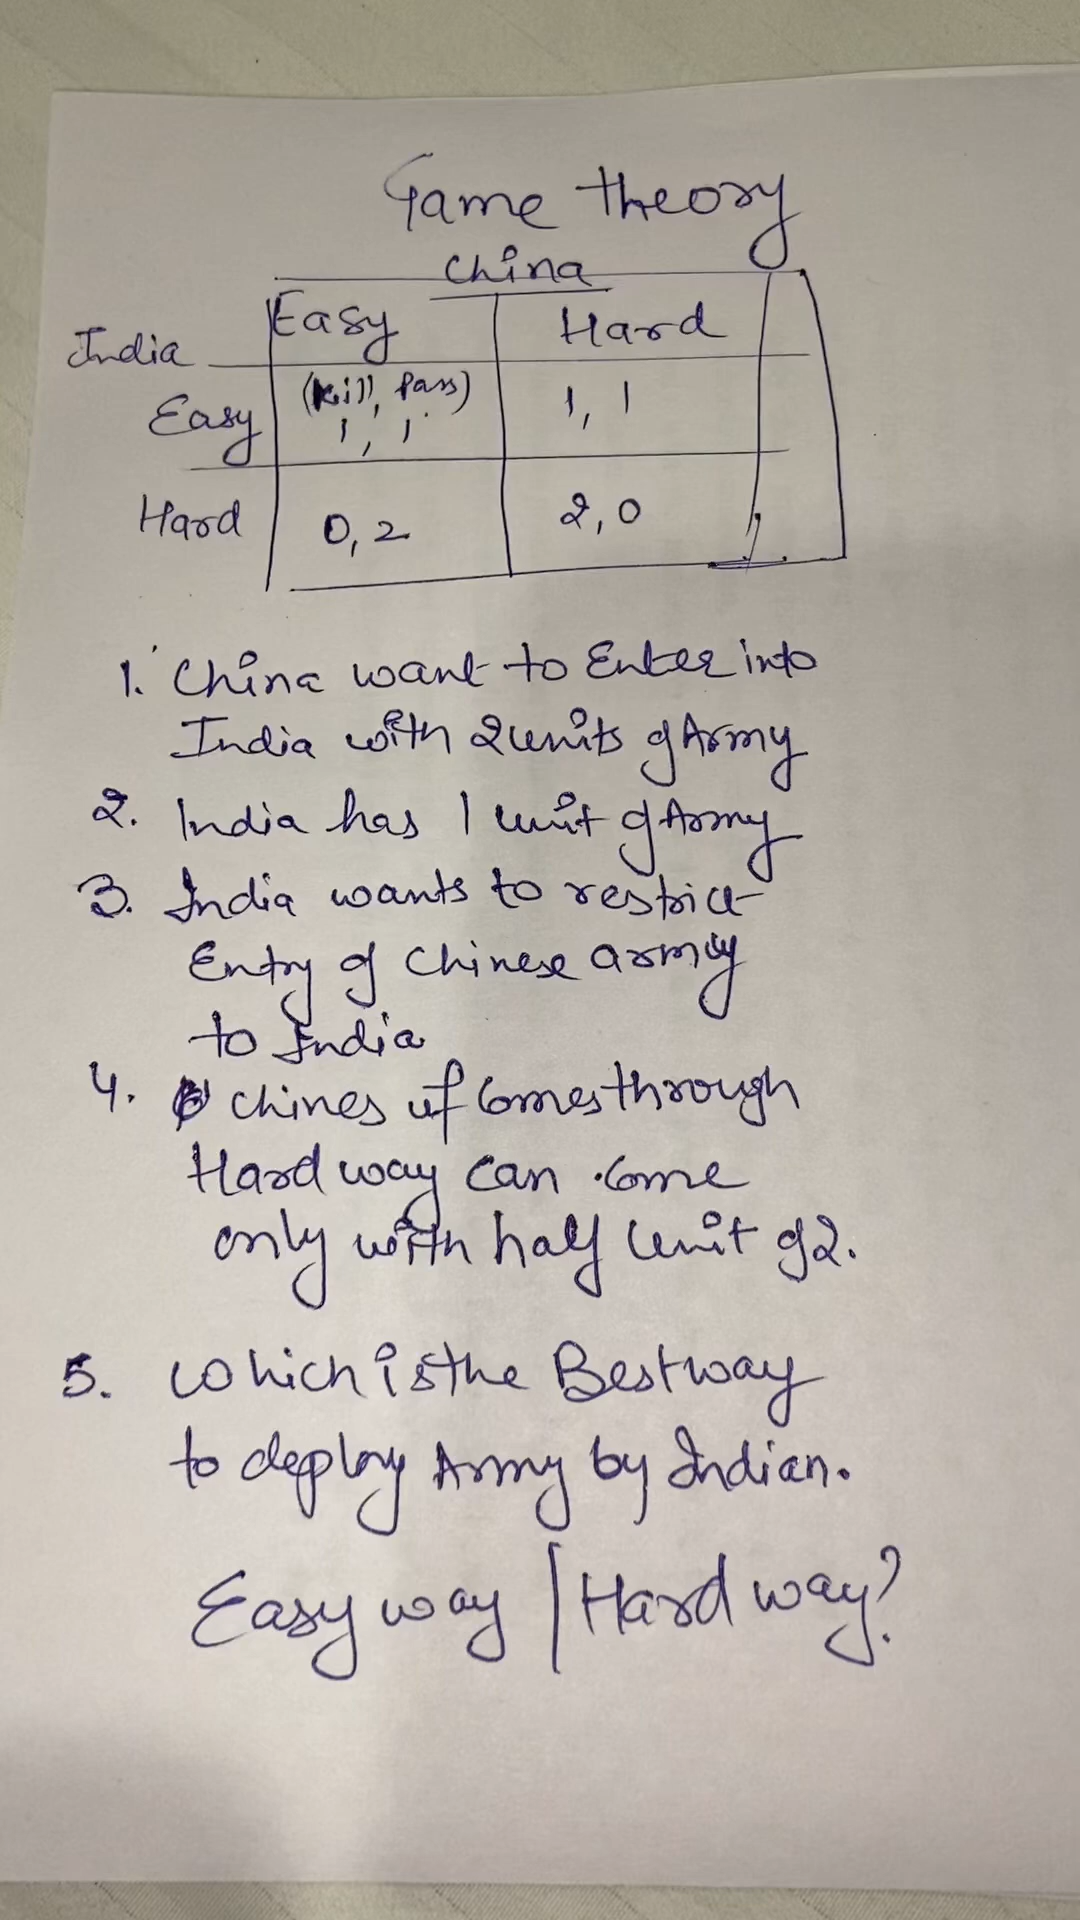 Game theory
China
India Easy Hard
Easy (kill, Pass) 1, 1
1, 1
Hard 0, 2 2, 0
1. China want to Enter into
India with 2 units of Army
2. India has 1 unit of Army
3. India wants to restrict
Entry of Chinese army
to India
4. Chines if Comes through
Hard way can come
only with half unit of 2.
5. Which is the Best way
to deploy Army by Indian.
Easy way | Hard way?